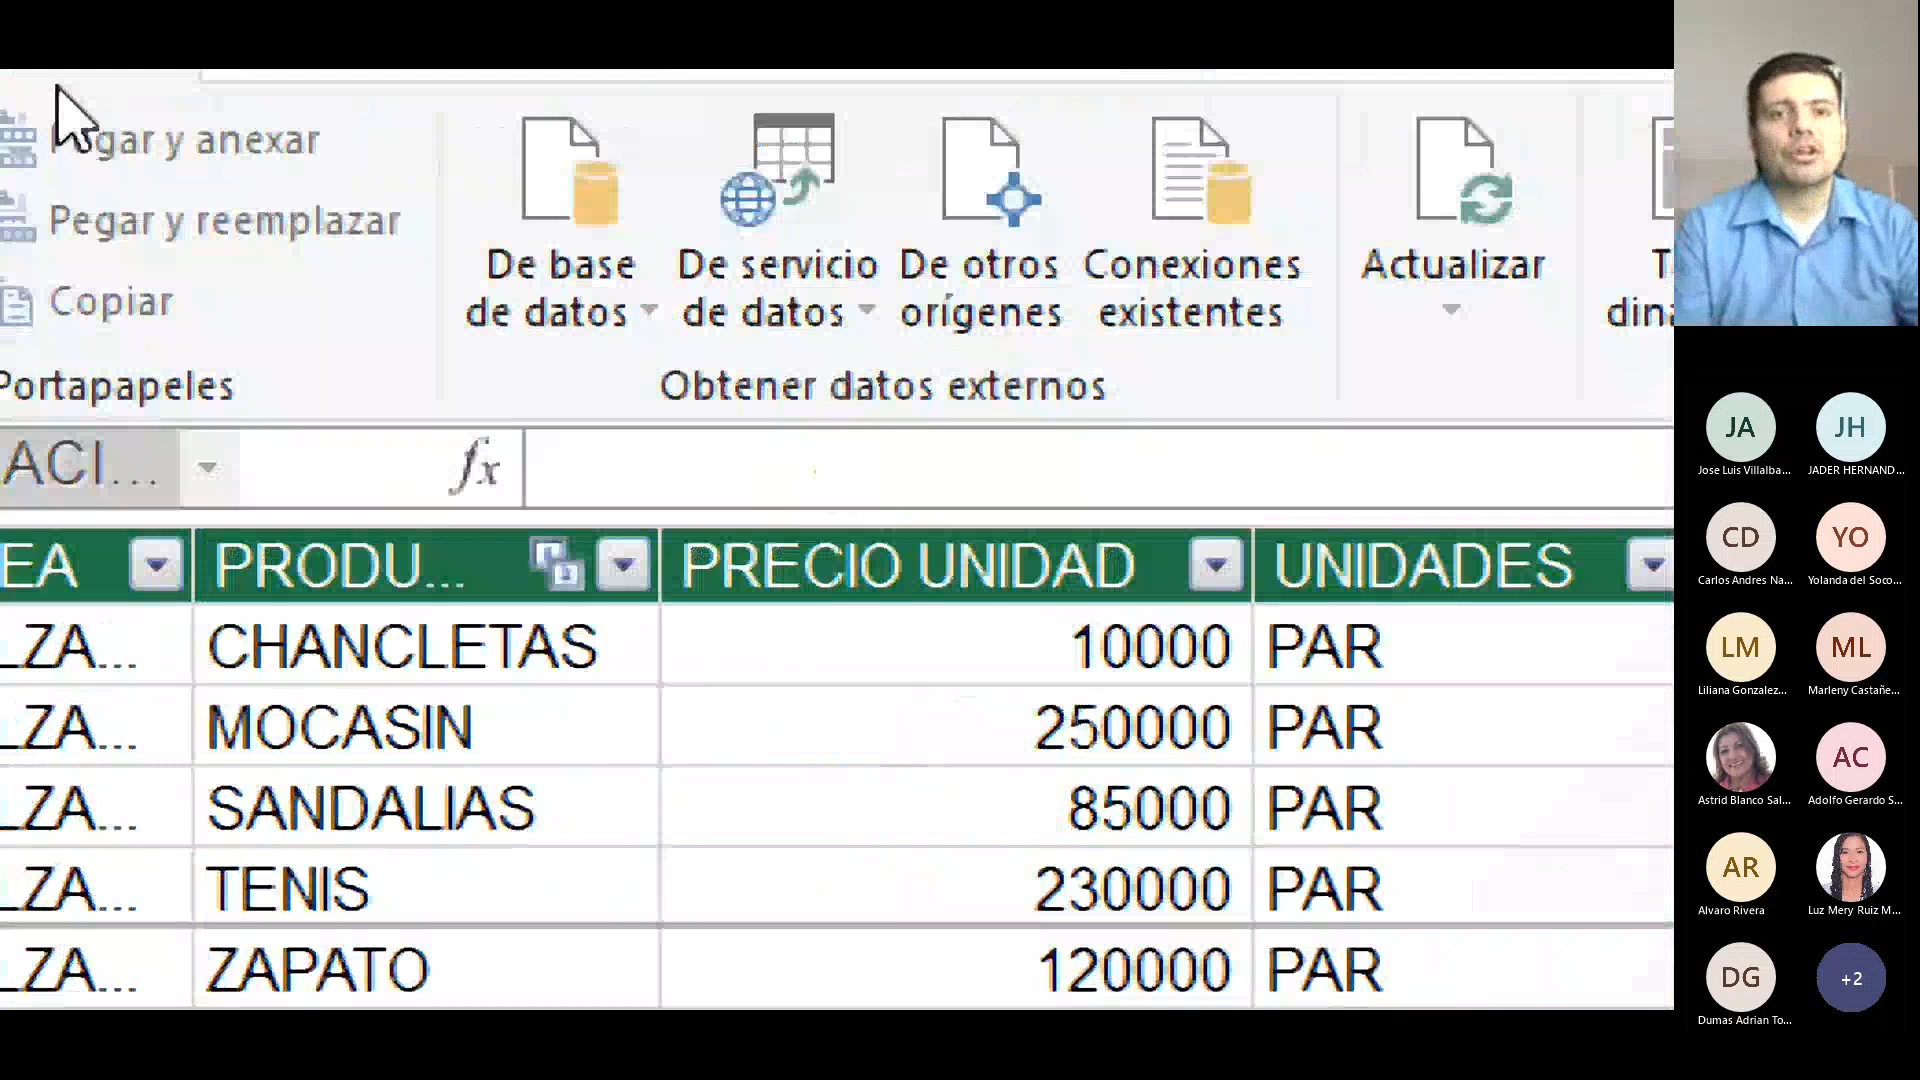 Pegar y anexar
Pegar y reemplazar
Copiar
Portapapeles
De base
de datos
De servicio
de datos
De otros
orígenes
Conexiones
existentes
Obtener datos externos
Actualizar
T
diná
ACI...
fx
EA PRODU... PRECIO UNIDAD UNIDADES
LZA... CHANCLETAS 10000 PAR
LZA... MOCASIN 250000 PAR
LZA... SANDALIAS 85000 PAR
LZA... TENIS 230000 PAR
LZA... ZAPATO 120000 PAR
JA JH
Jose Luis Villalba... JADER HERNAND...
CD YO
Carlos Andres Na... Yolanda del Soco...
LM ML
Liliana Gonzalez... Marleny Castañe...
AC
Astrid Blanco Sal... Adolfo Gerardo S...
AR
Alvaro Rivera Luz Mery Ruiz M...
DG +2
Dumas Adrian To...